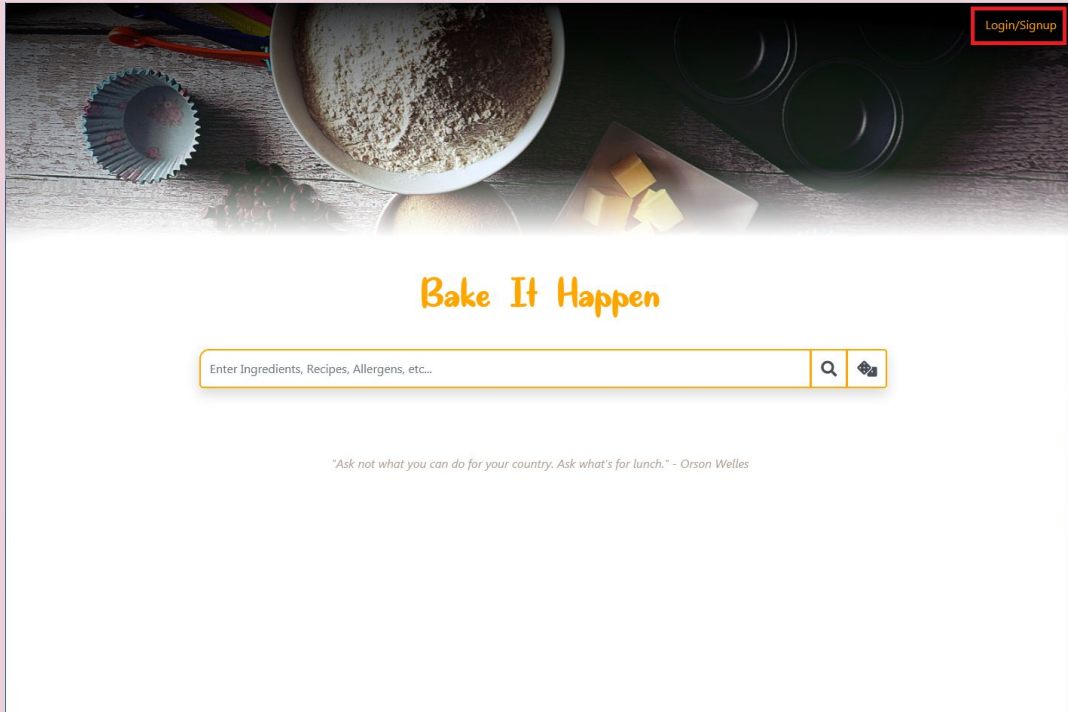 Login/Signup
Bake It Happen
Enter Ingredients, Recipes, Allergens, etc...
"Ask not what you can do for your country. Ask what's for lunch." - Orson Welles